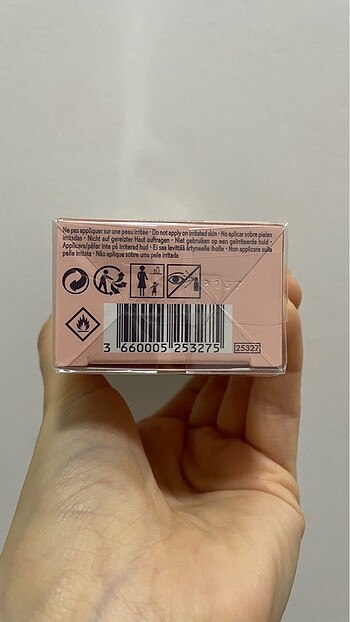 Ne pas appliquer sur une peau irritée • Do not apply on irritated skin • No aplicar sobre pieles
irritadas • Nicht auf gereizter Haut auftragen • Niet gebruiken op een geïrriteerde huid •
Applicera/påfør inte på irriterad hud • Ei saa levittää ärtyneelle iholle • Non applicare sulla
pelle irritata • Não aplique sobre uma pele irritada
3 660005 253275
25327